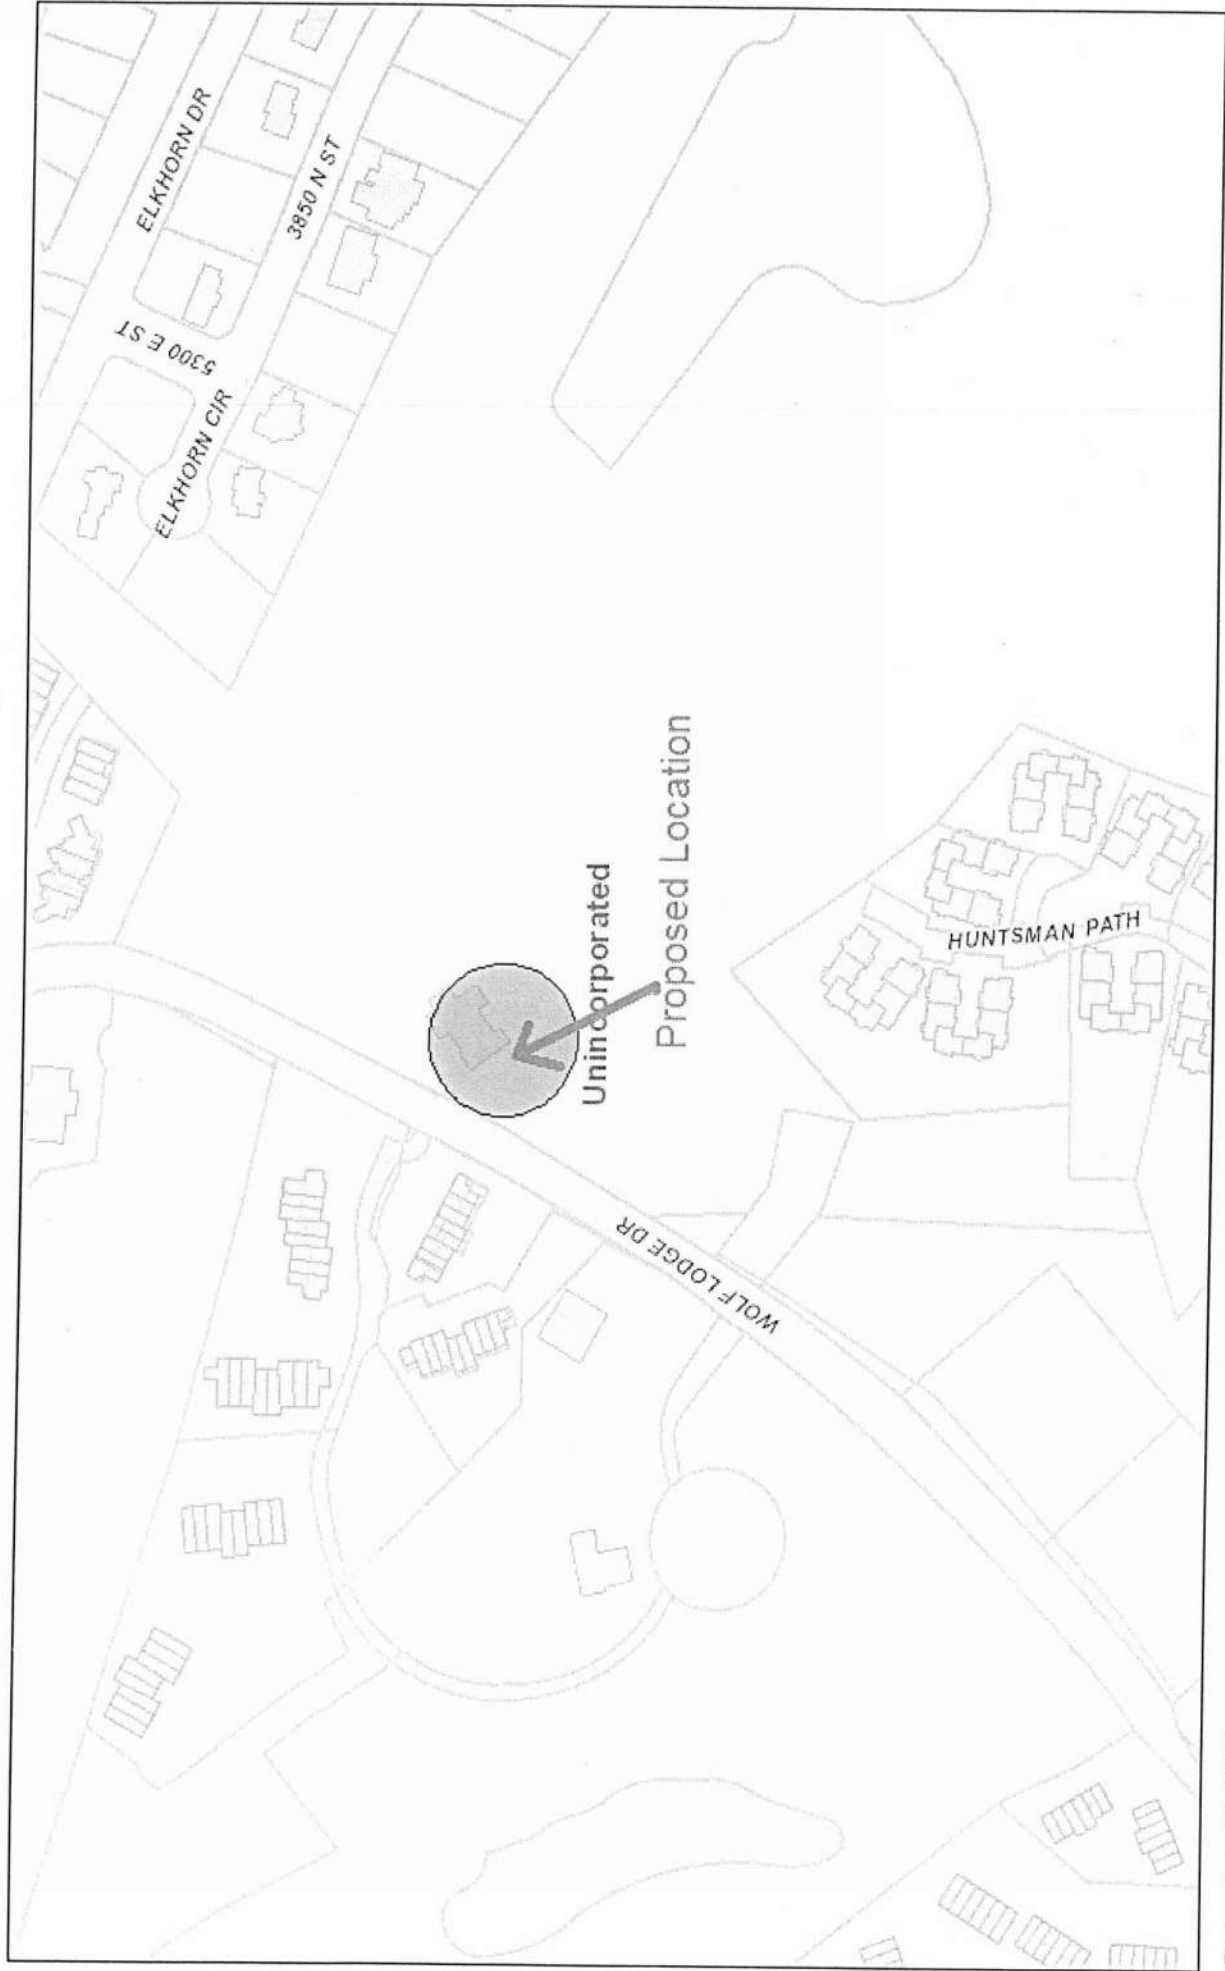 ELKHORN DR
3850 N ST
5300 E ST
ELKHORN CIR
Unincorporated
Proposed Location
HUNTSMAN PATH
WOLF LODGE DR